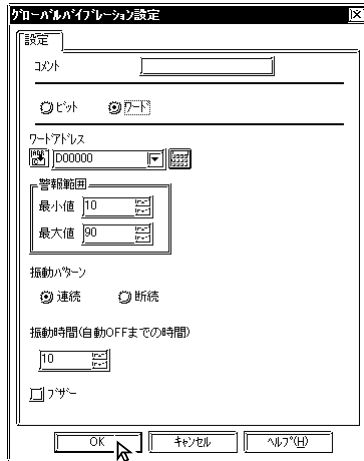 グローバルバイブレーション設定
設定
コメント
ビット ワード
ワードアドレス
D00000
警報範囲
最小値 10
最大値 90
振動パターン
連続 断続
振動時間(自動OFFまでの時間)
10
ブザー
OK キャンセル ヘルプ(H)